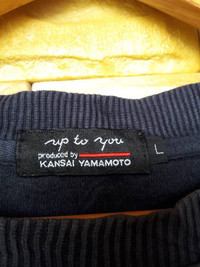 up to you
produced by
KANSAI YAMAMOTO
L